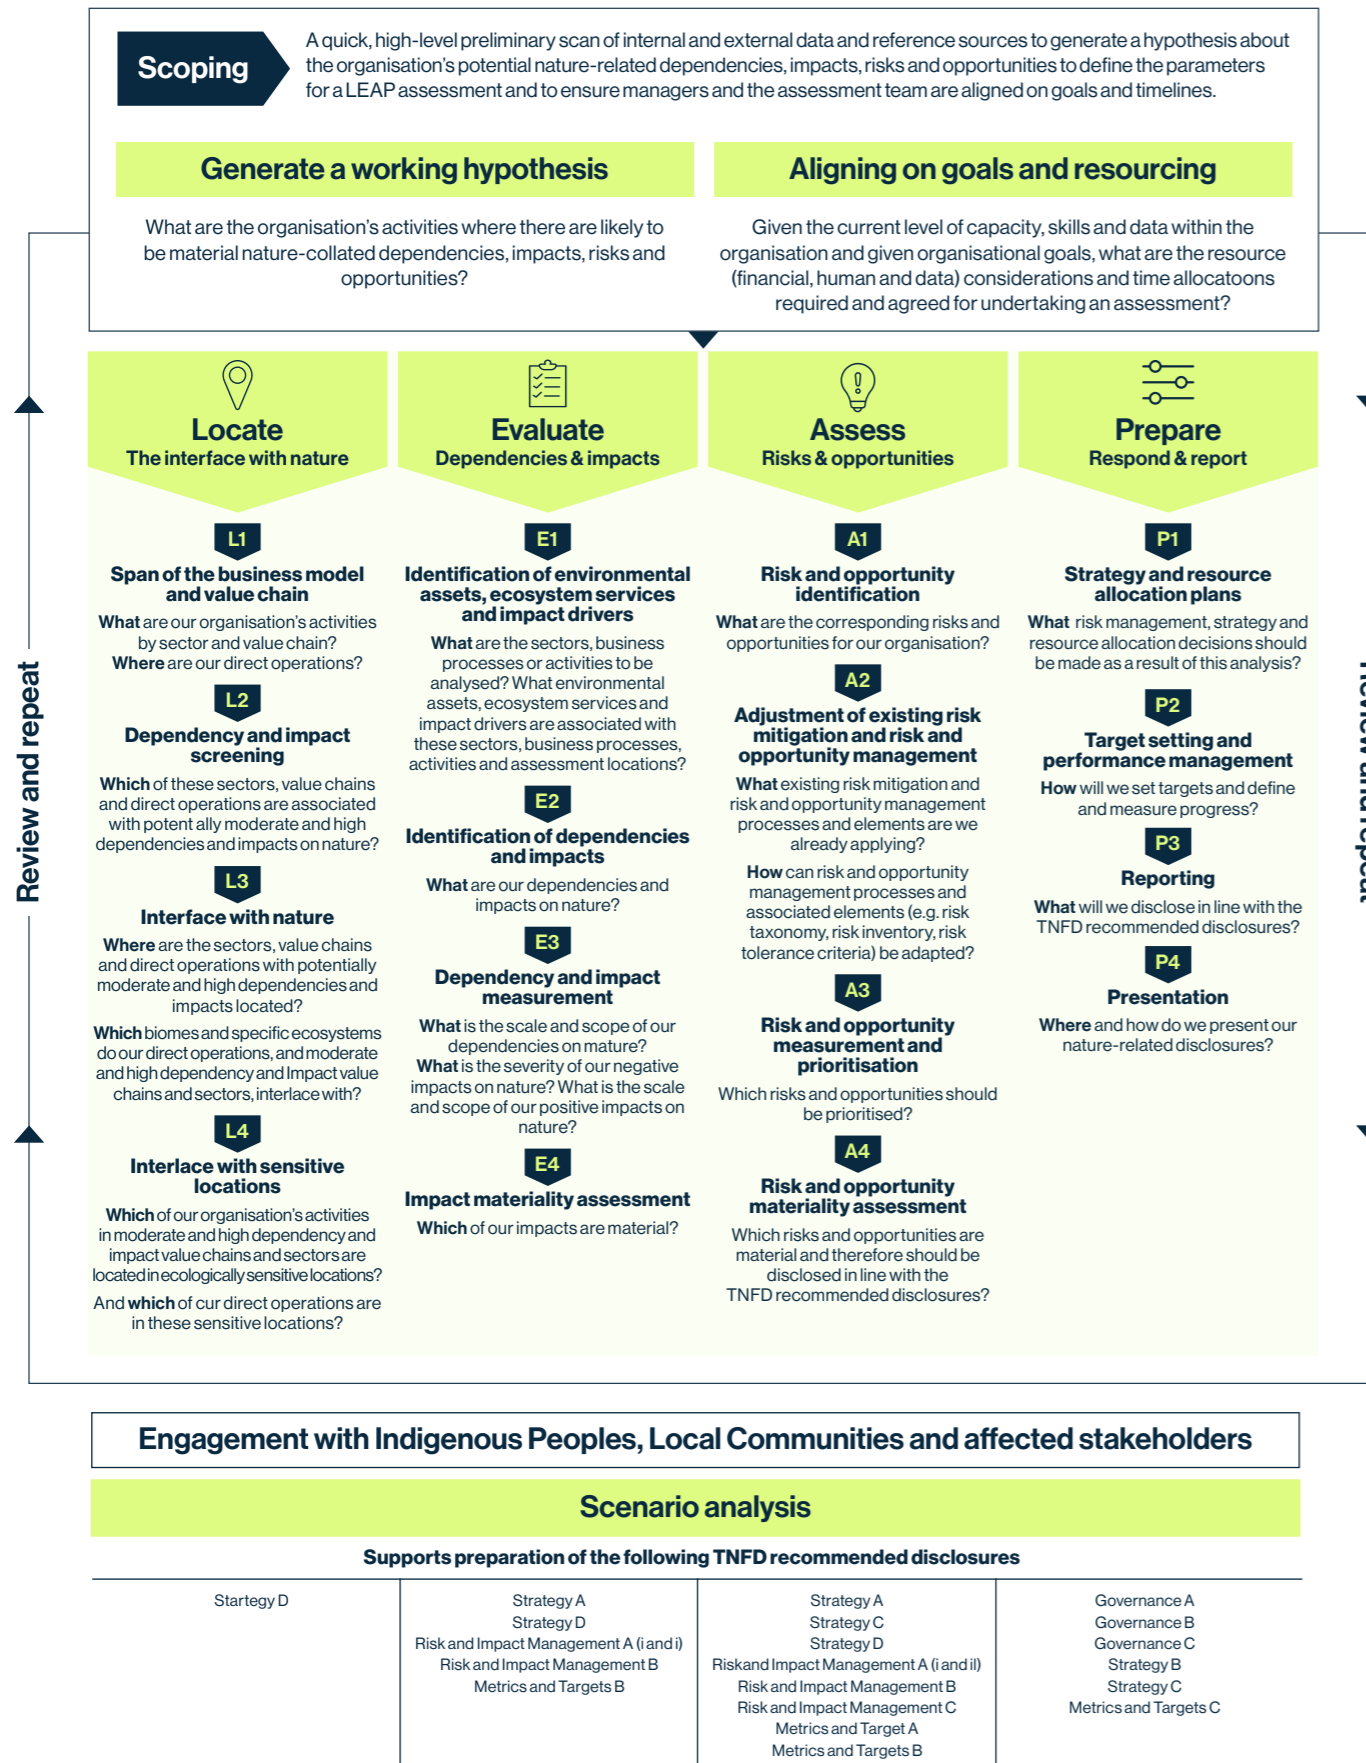 Scoping
A quick, high-level preliminary scan of internal and external data and reference sources to generate a hypothesis about
the organisation's potential nature-related dependencies, impacts, risks and opportunities to define the parameters
for a LEAP assessment and to ensure managers and the assessment team are aligned on goals and timelines.
Generate a working hypothesis
What are the organisation's activities where there are likely to
be material nature-collated dependencies, impacts, risks and
opportunities?
Aligning on goals and resourcing
Given the current level of capacity, skills and data within the
organisation and given organisational goals, what are the resource
(financial, human and data) considerations and time allocatoons
required and agreed for undertaking an assessment?
Review and repeat
Locate
The interface with nature
L1
Span of the business model
and value chain
What are our organisation's activities
by sector and value chain?
Where are our direct operations?
L2
Dependency and impact
screening
Which of these sectors, value chains
and direct operations are associated
with potent ally moderate and high
dependencies and impacts on nature?
L3
Interface with nature
Where are the sectors, value chains
and direct operations with potentially
moderate and high dependencies and
impacts located?
Which biomes and specific ecosystems
do our direct operations, and moderate
and high dependency and Impact value
chains and sectors, interlace with?
L4
Interlace with sensitive
locations
Which of our organisation's activities
in moderate and high dependency and
impact value chains and sectors are
located in ecologically sensitive locations?
And which of cur direct operations are
in these sensitive locations?
Evaluate
Dependencies & impacts
E1
Identification of environmental
assets, ecosystem services
and impact drivers
What are the sectors, business
processes or activities to be
analysed? What environmental
assets, ecosystem services and
impact drivers are associated with
these sectors, business processes,
activities and assessment locations?
E2
Identification of dependencies
and impacts
What are our dependencies and
impacts on nature?
E3
Dependency and impact
measurement
What is the scale and scope of our
dependencies on mature?
What is the severity of our negative
impacts on nature? What is the scale
and scope of our positive impacts on
nature?
E4
Impact materiality assessment
Which of our impacts are material?
Assess
Risks & opportunities
A1
Risk and opportunity
identification
What are the corresponding risks and
opportunities for our organisation?
A2
Adjustment of existing risk
mitigation and risk and
opportunity management
What existing risk mitigation and
risk and opportunity management
processes and elements are we
already applying?
How can risk and opportunity
management processes and
associated elements (e.g. risk
taxonomy, risk inventory, risk
tolerance criteria) be adapted?
A3
Risk and opportunity
measurement and
prioritisation
Which risks and opportunities should
be prioritised?
A4
Risk and opportunity
materiality assessment
Which risks and opportunities are
material and therefore should be
disclosed in line with the
TNFD recommended disclosures?
Prepare
Respond & report
P1
Strategy and resource
allocation plans
What risk management, strategy and
resource allocation decisions should
be made as a result of this analysis?
P2
Target setting and
performance management
How will we set targets and define
and measure progress?
P3
Reporting
What will we disclose in line with the
TNFD recommended disclosures?
P4
Presentation
Where and how do we present our
nature-related disclosures?
Engagement with Indigenous Peoples, Local Communities and affected stakeholders
Scenario analysis
Supports preparation of the following TNFD recommended disclosures
Startegy D
Strategy A
Strategy D
Risk and Impact Management A (i and i)
Risk and Impact Management B
Metrics and Targets B
Strategy A
Strategy C
Strategy D
Riskand Impact Management A (i and il)
Risk and Impact Management B
Risk and Impact Management C
Metrics and Target A
Metrics and Targets B
Governance A
Governance B
Governance C
Strategy B
Strategy C
Metrics and Targets C